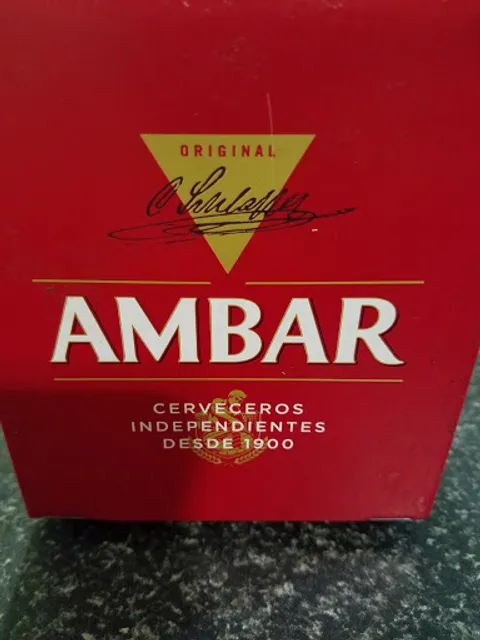 ORIGINAL
AMBAR
CERVECEROS
INDEPENDIENTES
DESDE 1900